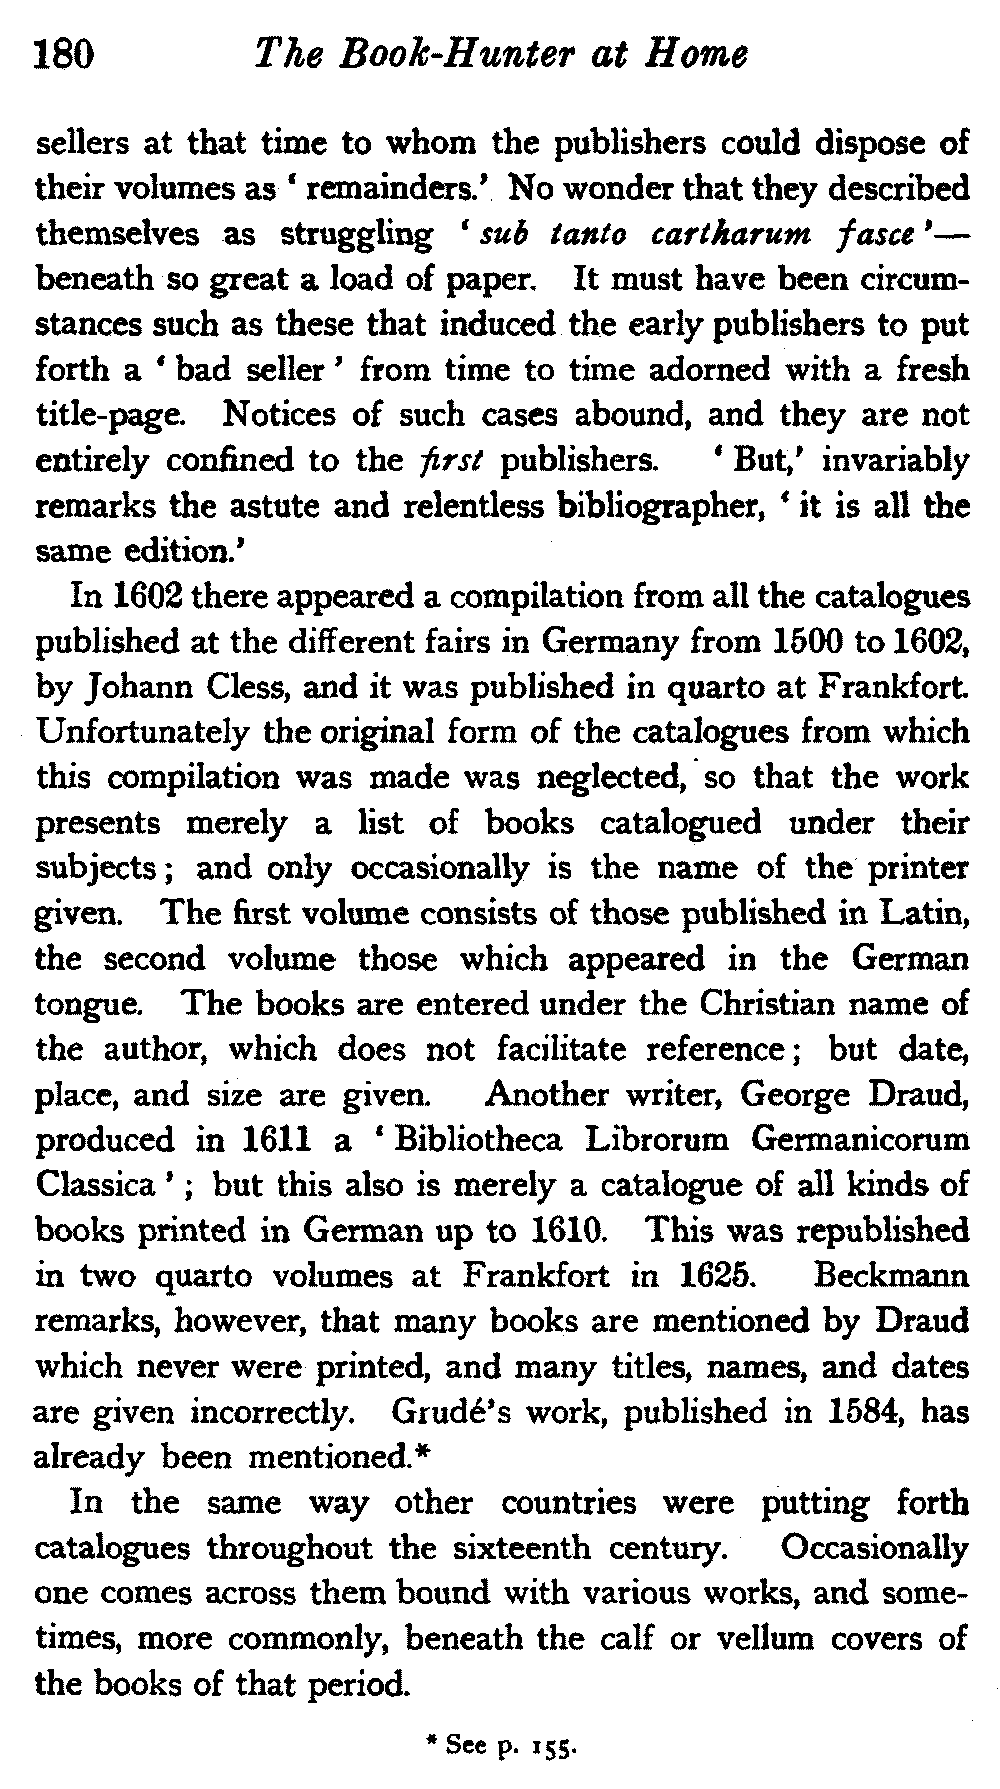 180 The Book-Hunter at Home
sellers at that time to whom the publishers could dispose of
their volumes as ‘ remainders.’ No wonder that they described
themselves as struggling ‘ sub tanto cartharum fasce ’—
beneath so great a load of paper. It must have been circum-
stances such as these that induced the early publishers to put
forth a ‘ bad seller ’ from time to time adorned with a fresh
title-page. Notices of such cases abound, and they are not
entirely confined to the first publishers. ‘ But,’ invariably
remarks the astute and relentless bibliographer, ‘ it is all the
same edition.’
In 1602 there appeared a compilation from all the catalogues
published at the different fairs in Germany from 1500 to 1602,
by Johann Cless, and it was published in quarto at Frankfort.
Unfortunately the original form of the catalogues from which
this compilation was made was neglected, so that the work
presents merely a list of books catalogued under their
subjects ; and only occasionally is the name of the printer
given. The first volume consists of those published in Latin,
the second volume those which appeared in the German
tongue. The books are entered under the Christian name of
the author, which does not facilitate reference ; but date,
place, and size are given. Another writer, George Draud,
produced in 1611 a ‘ Bibliotheca Librorum Germanicorum
Classica ’ ; but this also is merely a catalogue of all kinds of
books printed in German up to 1610. This was republished
in two quarto volumes at Frankfort in 1625. Beckmann
remarks, however, that many books are mentioned by Draud
which never were printed, and many titles, names, and dates
are given incorrectly. Grudé’s work, published in 1584, has
already been mentioned.*
In the same way other countries were putting forth
catalogues throughout the sixteenth century. Occasionally
one comes across them bound with various works, and some-
times, more commonly, beneath the calf or vellum covers of
the books of that period.
* See p. 155.